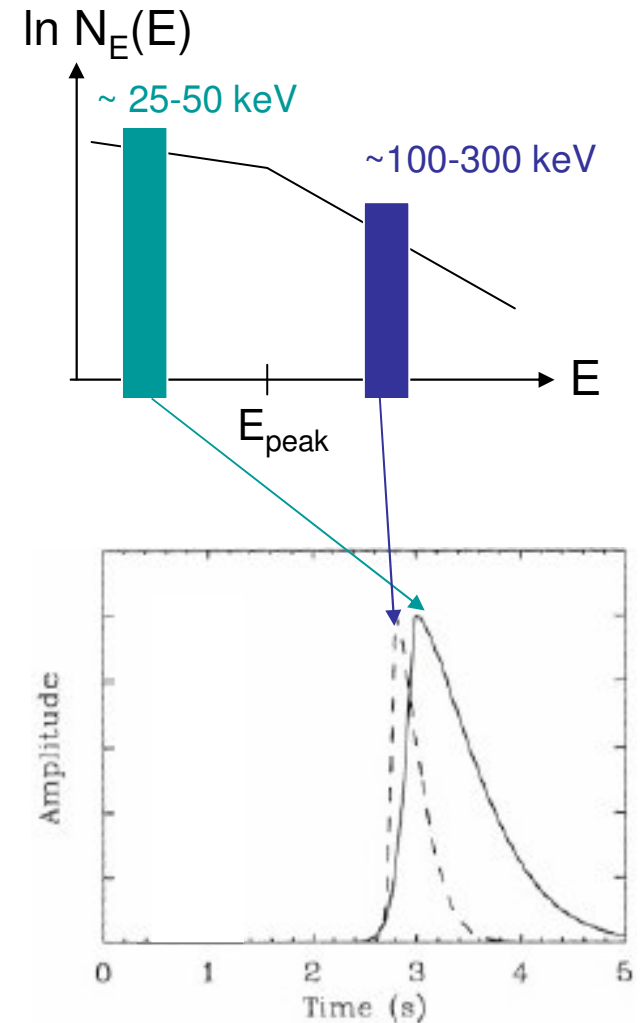 ln N_E(E)
~ 25-50 keV
~100-300 keV
E
E_peak
Amplitude
0 1 2 3 4 5
Time (s)